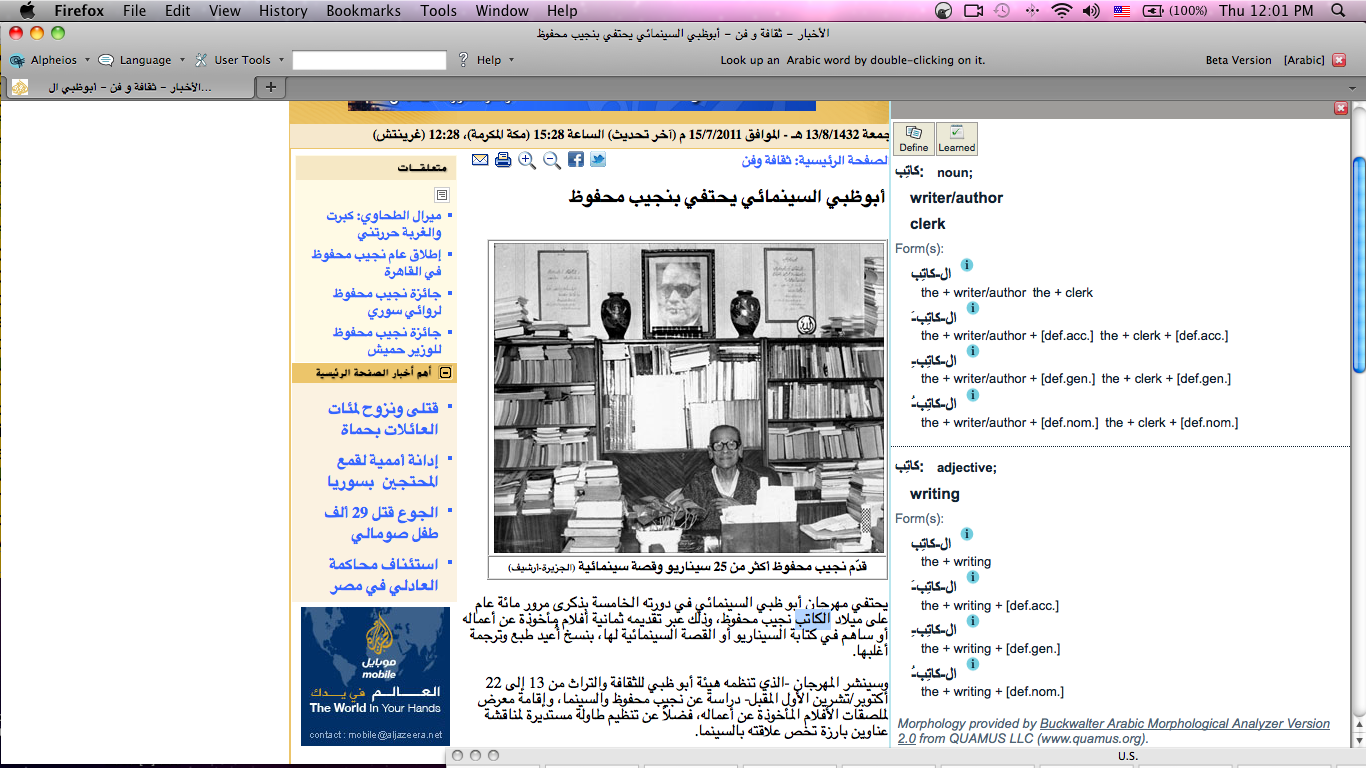 Firefox File Edit View History Bookmarks Tools Window Help (100%) Thu 12:01 PM
الأخبار - ثقافة و فن - أبوظبي السينمائي يحتفي بنجيب محفوظ
Alpheios Language User Tools Help Look up an Arabic word by double-clicking on it. Beta Version [Arabic]
الأخبار - ثقافة و فن - أبوظبي ال...
جمعة 13/8/1432 هـ - الموافق 15/7/2011 م (آخر تحديث) الساعة 15:28 (مكة المكرمة)، 12:28 (غرينتش)
لصفحة الرئيسية: ثقافة وفن
أبوظبي السينمائي يحتفي بنجيب محفوظ
قدّم نجيب محفوظ أكثر من 25 سيناريو وقصة سينمائية (الجزيرة-أرشيف)
يحتفي مهرجان أبو ظبي السينمائي في دورته الخامسة بذكرى مرور مائة عام
على ميلاد الكاتب نجيب محفوظ، وذلك عبر تقديمه ثمانية أفلام مأخوذة عن أعماله
أو ساهم في كتابة السيناريو أو القصة السينمائية لها، بنسخ أعيد طبع وترجمة
أغلبها.
وسينشر المهرجان -الذي تنظمه هيئة أبو ظبي للثقافة والتراث من 13 إلى 22
أكتوبر/تشرين الأول المقبل- دراسة عن نجيب محفوظ والسينما، وإقامة معرض
لملصقات الأفلام المأخوذة عن أعماله، فضلاً عن تنظيم طاولة مستديرة لمناقشة
عناوين بارزة تخص علاقته بالسينما.
متعلقات
ميرال الطحاوي: كبرت
والغربة حررتني
إطلاق عام نجيب محفوظ
في القاهرة
جائزة نجيب محفوظ
لروائي سوري
جائزة نجيب محفوظ
للوزير حميش
أهم أخبار الصفحة الرئيسية
قتلى ونزوح لمئات
العائلات بحماة
إدانة أممية لقمع
المحتجين بسوريا
الجوع قتل 29 ألف
طفل صومالي
استئناف محاكمة
العادلي في مصر
موبايل
mobile
العالم في يدك
The World In Your Hands
contact : mobile@aljazeera.net
Define Learned
كاتِب: noun;
writer/author
clerk
Form(s):
ال-كاتِب
the + writer/author the + clerk
ال-كاتِب-َ
the + writer/author + [def.acc.] the + clerk + [def.acc.]
ال-كاتِب-ِ
the + writer/author + [def.gen.] the + clerk + [def.gen.]
ال-كاتِب-ُ
the + writer/author + [def.nom.] the + clerk + [def.nom.]
كاتِب: adjective;
writing
Form(s):
ال-كاتِب
the + writing
ال-كاتِب-َ
the + writing + [def.acc.]
ال-كاتِب-ِ
the + writing + [def.gen.]
ال-كاتِب-ُ
the + writing + [def.nom.]
Morphology provided by Buckwalter Arabic Morphological Analyzer Version
2.0 from QUAMUS LLC (www.quamus.org).
U.S.